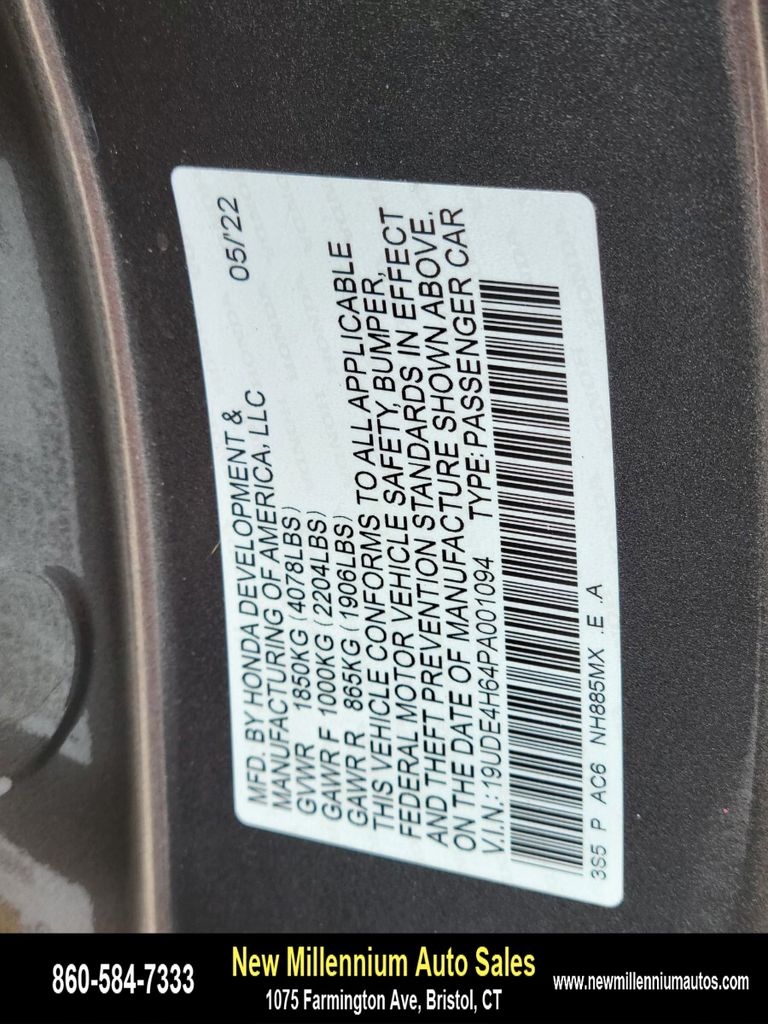 MFD. BY HONDA DEVELOPMENT & 05/'22
MANUFACTURING OF AMERICA, LLC
GVWR 1850KG (4078LBS)
GAWR F 1000KG (2204LBS)
GAWR R 865KG (1906LBS)
THIS VEHICLE CONFORMS TO ALL APPLICABLE
FEDERAL MOTOR VEHICLE SAFETY, BUMPER,
AND THEFT PREVENTION STANDARDS IN EFFECT
ON THE DATE OF MANUFACTURE SHOWN ABOVE.
V.I.N.: 19UDE4H64PA001094 TYPE: PASSENGER CAR
3S5 P AC6 NH885MX .E .A
860-584-7333
New Millennium Auto Sales
1075 Farmington Ave, Bristol, CT
www.newmillenniumautos.com